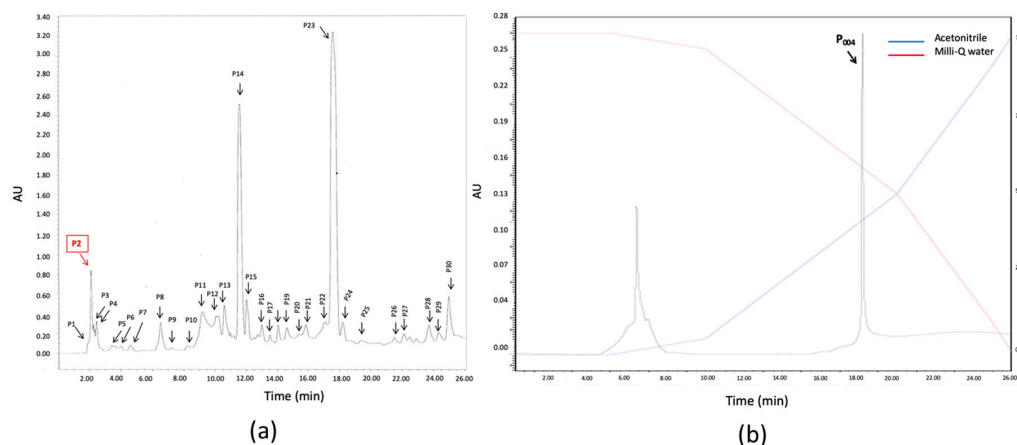 3.40
3.20
3.00
2.80
2.60
2.40
2.20
2.00
1.80
1.60
1.40
1.20
1.00
0.80
0.60
0.40
0.20
0.00
AU
P1
P2
P3
P4
P5
P6
P7
P8
P9
P10
P11
P12
P13
P14
P15
P16
P17
P19
P20
P21
P22
P23
P24
P25
P26
P27
P28
P29
P30
2.00 4.00 6.00 8.00 10.00 12.00 14.00 16.00 18.00 20.00 22.00 24.00 26.00
Time (min)
(a)
0.28
0.25
0.22
0.19
0.16
0.13
0.10
0.06
0.03
0.00
AU
P004
Acetonitrile
Milli-Q water
2.00 4.00 6.00 8.00 10.00 12.00 14.00 16.00 18.00 20.00 22.00 24.00 26.00
Time (min)
(b)